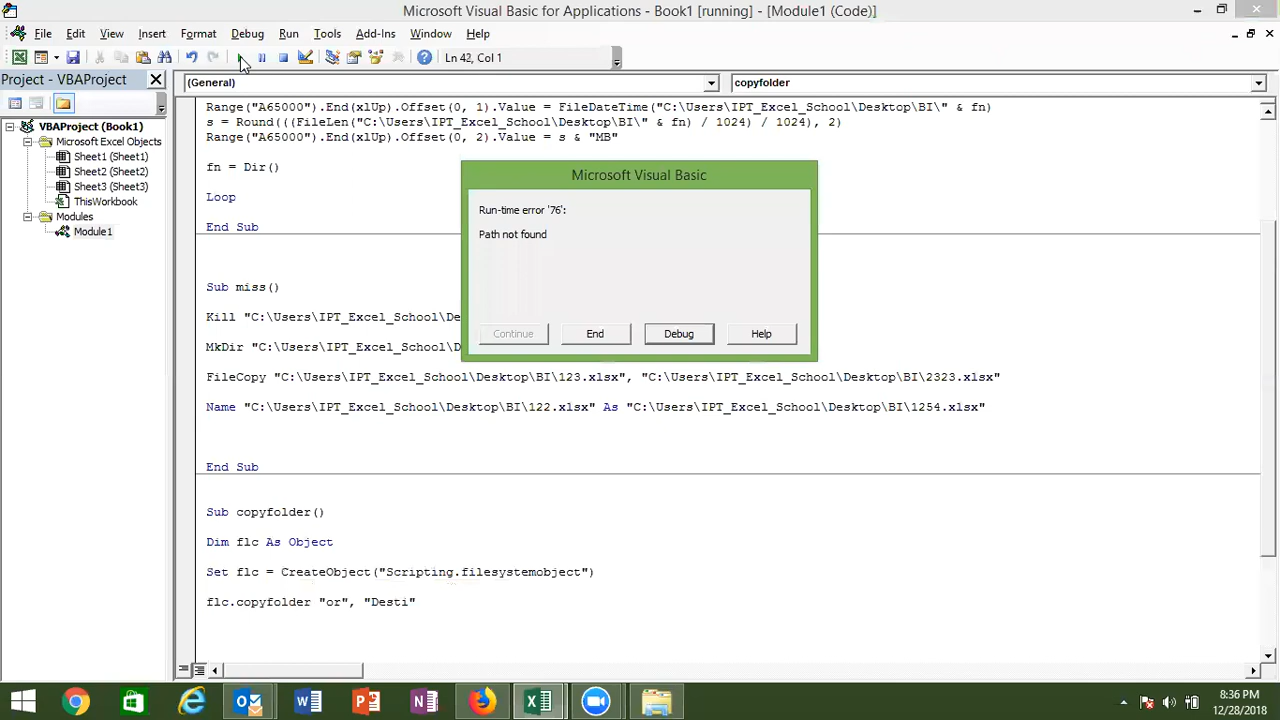 Microsoft Visual Basic for Applications - Book1 [running] - [Module1 (Code)]
File Edit View Insert Format Debug Run Tools Add-Ins Window Help
Ln 42, Col 1
Project - VBAProject
(General)
copyfolder
VBAProject (Book1)
Microsoft Excel Objects
Sheet1 (Sheet1)
Sheet2 (Sheet2)
Sheet3 (Sheet3)
ThisWorkbook
Modules
Module1
Range("A65000").End(xlUp).Offset(0, 1).Value = FileDateTime("C:\Users\IPT_Excel_School\Desktop\BI\" & fn)
s = Round(((FileLen("C:\Users\IPT_Excel_School\Desktop\BI\" & fn) / 1024) / 1024), 2)
Range("A65000").End(xlUp).Offset(0, 2).Value = s & "MB"
fn = Dir()
Loop
End Sub
Microsoft Visual Basic
Run-time error '76':
Path not found
Continue End Debug Help
Sub miss()
Kill "C:\Users\IPT_Excel_School\De
MkDir "C:\Users\IPT_Excel_School\D
FileCopy "C:\Users\IPT_Excel_School\Desktop\BI\123.xlsx", "C:\Users\IPT_Excel_School\Desktop\BI\2323.xlsx"
Name "C:\Users\IPT_Excel_School\Desktop\BI\122.xlsx" As "C:\Users\IPT_Excel_School\Desktop\BI\1254.xlsx"
End Sub
Sub copyfolder()
Dim flc As Object
Set flc = CreateObject("Scripting.filesystemobject")
flc.copyfolder "or", "Desti"
8:36 PM
12/28/2018